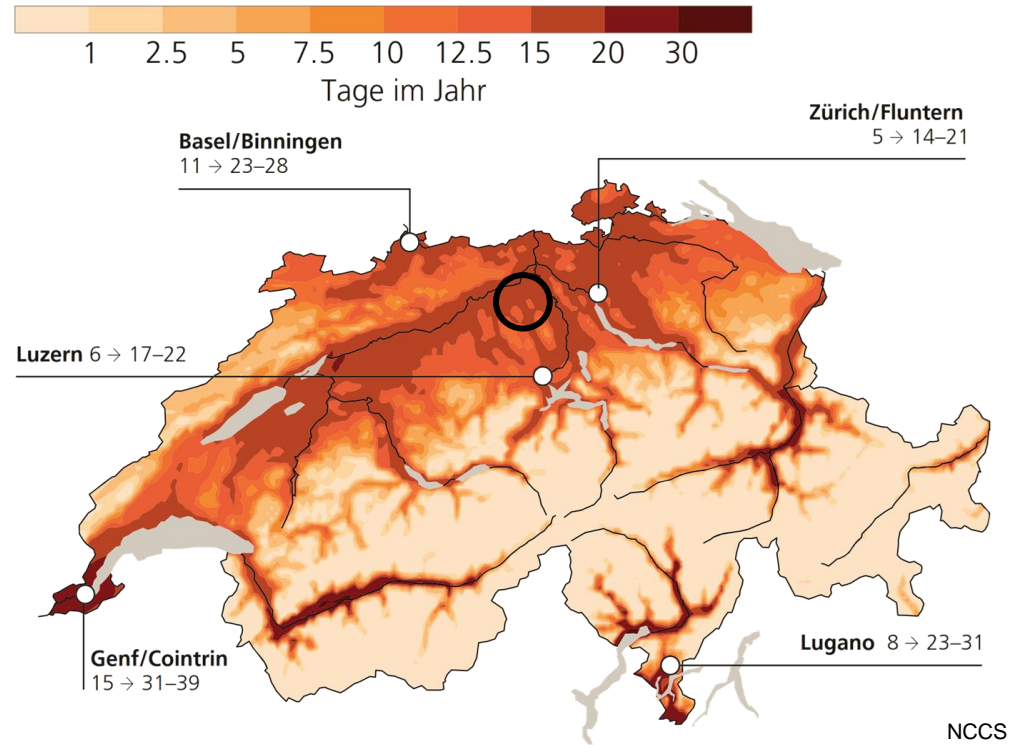 1 2.5 5 7.5 10 12.5 15 20 30
Tage im Jahr
Zürich/Fluntern
5 → 14–21
Basel/Binningen
11 → 23–28
Luzern 6 → 17–22
Lugano 8 → 23–31
Genf/Cointrin
15 → 31–39
NCCS